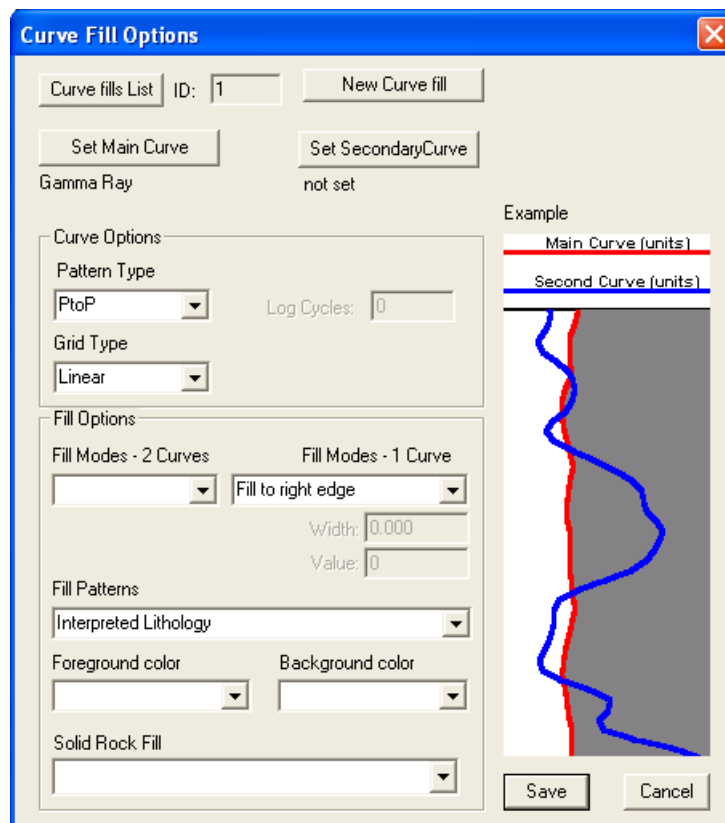 Curve Fill Options
Curve fills List ID: 1 New Curve fill
Set Main Curve Set SecondaryCurve
Gamma Ray not set
Example
Main Curve (units)
Second Curve (units)
Curve Options
Pattern Type
PtoP Log Cycles: 0
Grid Type
Linear
Fill Options
Fill Modes - 2 Curves Fill Modes - 1 Curve
Fill to right edge
Width: 0.000
Value: 0
Fill Patterns
Interpreted Lithology
Foreground color Background color
Solid Rock Fill
Save Cancel